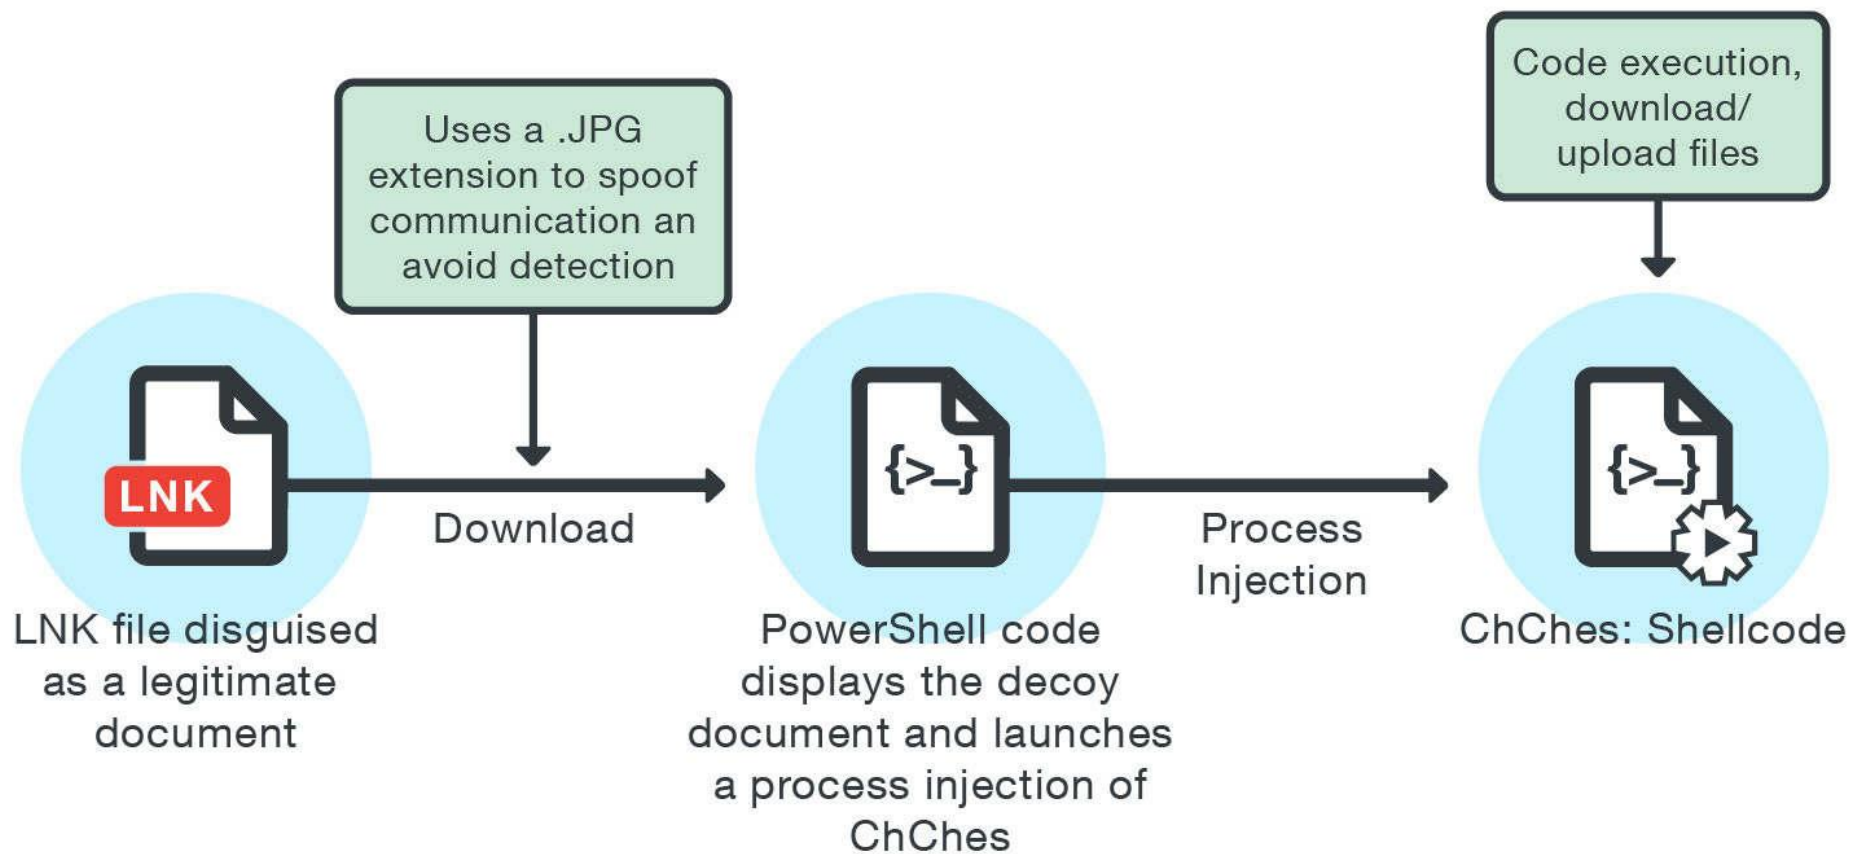 Uses a .JPG
extension to spoof
communication an
avoid detection
Code execution,
download/
upload files
LNK
Download
{>_}
Process
Injection
{>_}
LNK file disguised
as a legitimate
document
PowerShell code
displays the decoy
document and launches
a process injection of
ChChes
ChChes: Shellcode